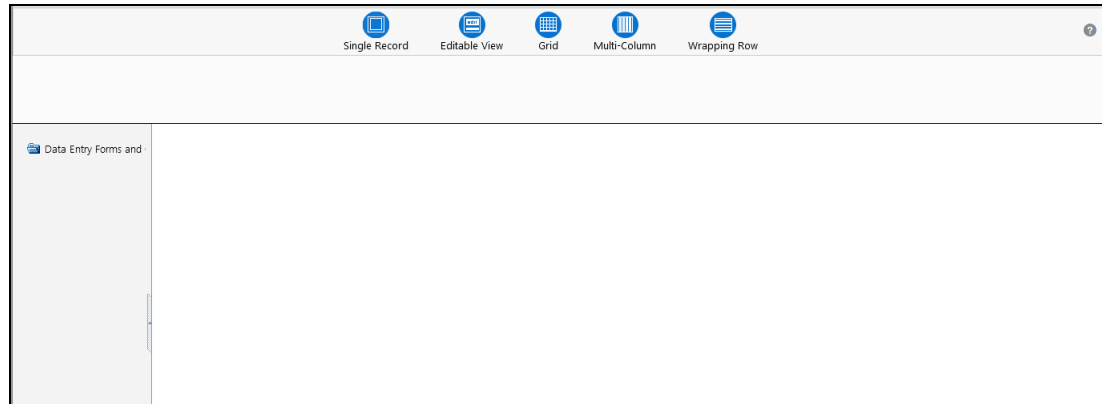 Single Record Editable View Grid Multi-Column Wrapping Row
?
Data Entry Forms and